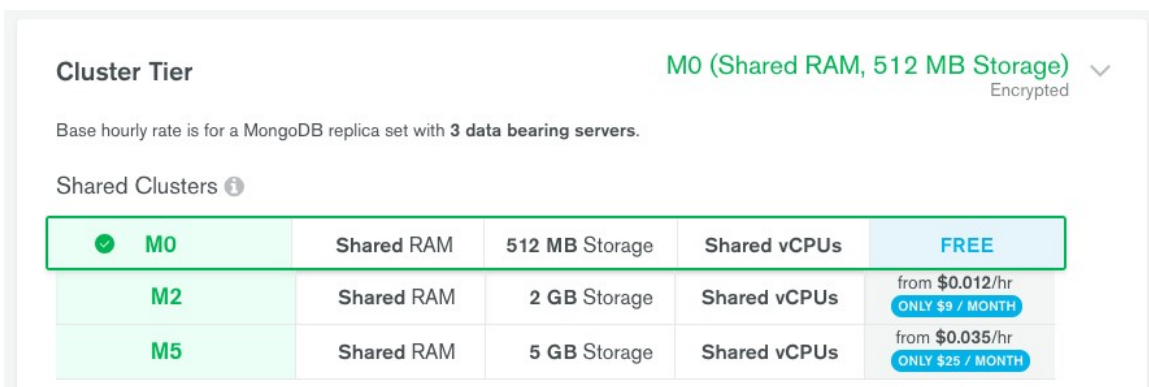 Cluster Tier
M0 (Shared RAM, 512 MB Storage)
Encrypted
Base hourly rate is for a MongoDB replica set with 3 data bearing servers.
Shared Clusters
M0 Shared RAM 512 MB Storage Shared vCPUs FREE
M2 Shared RAM 2 GB Storage Shared vCPUs from $0.012/hr
ONLY $9 / MONTH
M5 Shared RAM 5 GB Storage Shared vCPUs from $0.035/hr
ONLY $25 / MONTH